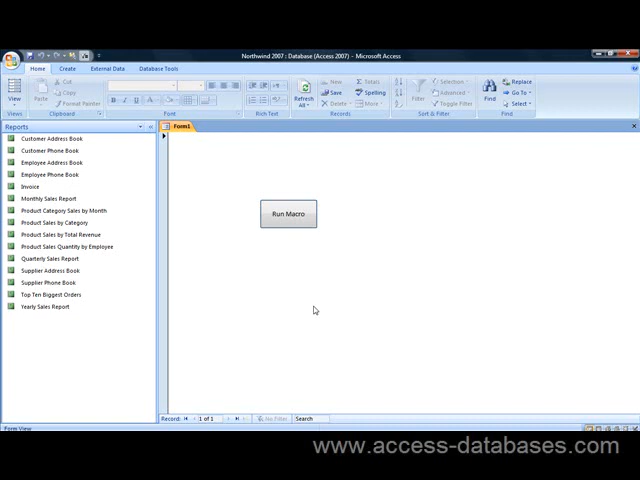 Northwind 2007 : Database (Access 2007) - Microsoft Access
Home Create External Data Database Tools
View
Paste
Cut
Copy
Format Painter
Clipboard
B I U
Font
Rich Text
Refresh All
New
Save
Delete
Totals
Spelling
More
Records
Filter
Selection
Advanced
Toggle Filter
Sort & Filter
Find
Replace
Go To
Select
Find
Reports
Customer Address Book
Customer Phone Book
Employee Address Book
Employee Phone Book
Invoice
Monthly Sales Report
Product Category Sales by Month
Product Sales by Category
Product Sales by Total Revenue
Product Sales Quantity by Employee
Quarterly Sales Report
Supplier Address Book
Supplier Phone Book
Top Ten Biggest Orders
Yearly Sales Report
Form1
Run Macro
Record: 1 of 1 No Filter Search
Form View
www.access-databases.com